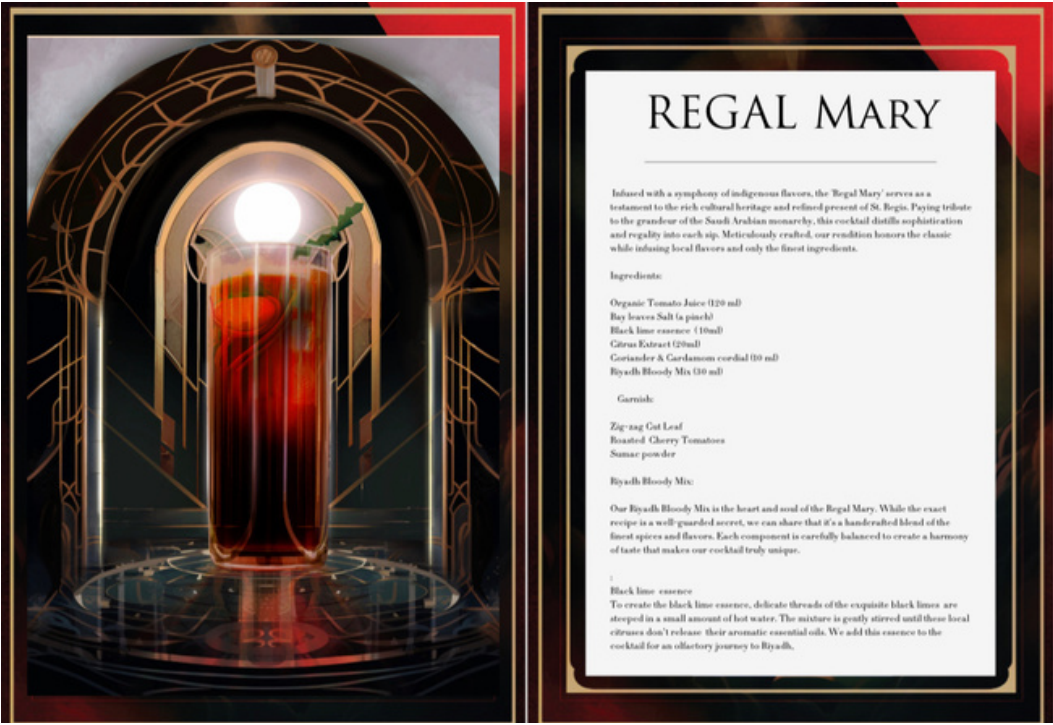 REGAL MARY
Infused with a symphony of indigenous flavors, the 'Regal Mary' serves as a
testament to the rich cultural heritage and refined present of St. Regis. Paying tribute
to the grandeur of the Saudi Arabian monarchy, this cocktail distills sophistication
and regality into each sip. Meticulously crafted, our rendition honors the classic
while infusing local flavors and only the finest ingredients.
Ingredients:
Organic Tomato Juice (120 ml)
Bay leaves Salt (a pinch)
Black lime essence ( 10ml)
Citrus Extract (20ml)
Coriander & Cardamom cordial (10 ml)
Riyadh Bloody Mix (30 ml)
Garnish:
Zig-zag Cut Leaf
Roasted Cherry Tomatoes
Sumac powder
Riyadh Bloody Mix:
Our Riyadh Bloody Mix is the heart and soul of the Regal Mary. While the exact
recipe is a well-guarded secret, we can share that it's a handcrafted blend of the
finest spices and flavors. Each component is carefully balanced to create a harmony
of taste that makes our cocktail truly unique.
:
Black lime essence
To create the black lime essence, delicate threads of the exquisite black limes are
steeped in a small amount of hot water. The mixture is gently stirred until these local
citruses don't release their aromatic essential oils. We add this essence to the
cocktail for an olfactory journey to Riyadh,